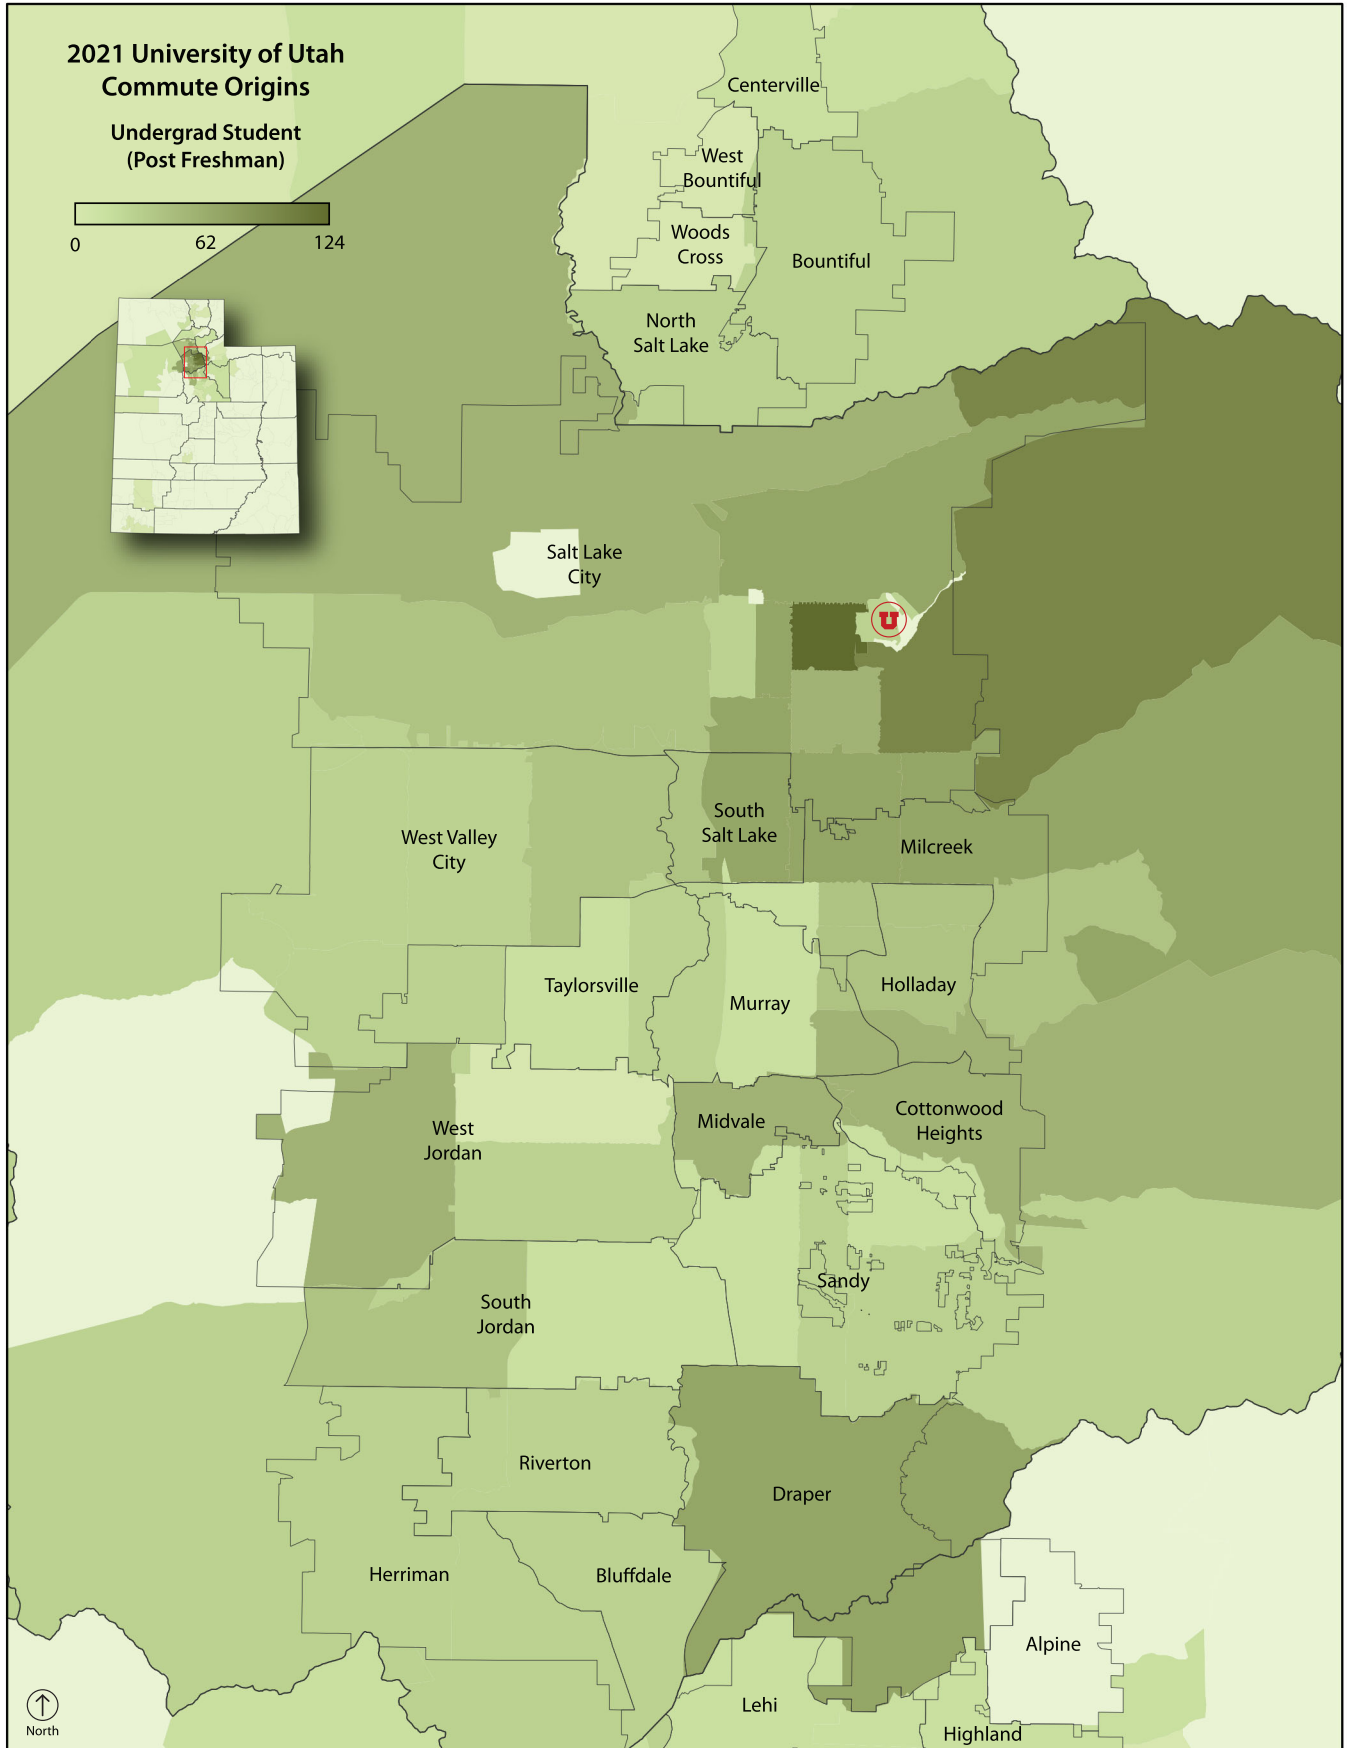 2021 University of Utah
Commute Origins
Undergrad Student
(Post Freshman)
0 62 124
Centerville
West
Bountiful
Woods
Cross
Bountiful
North
Salt Lake
Salt Lake
City
U
South
Salt Lake
West Valley
City
Milcreek
Taylorsville
Murray
Holladay
West
Jordan
Midvale
Cottonwood
Heights
Sandy
South
Jordan
Riverton
Draper
Herriman
Bluffdale
Alpine
Lehi
Highland
North